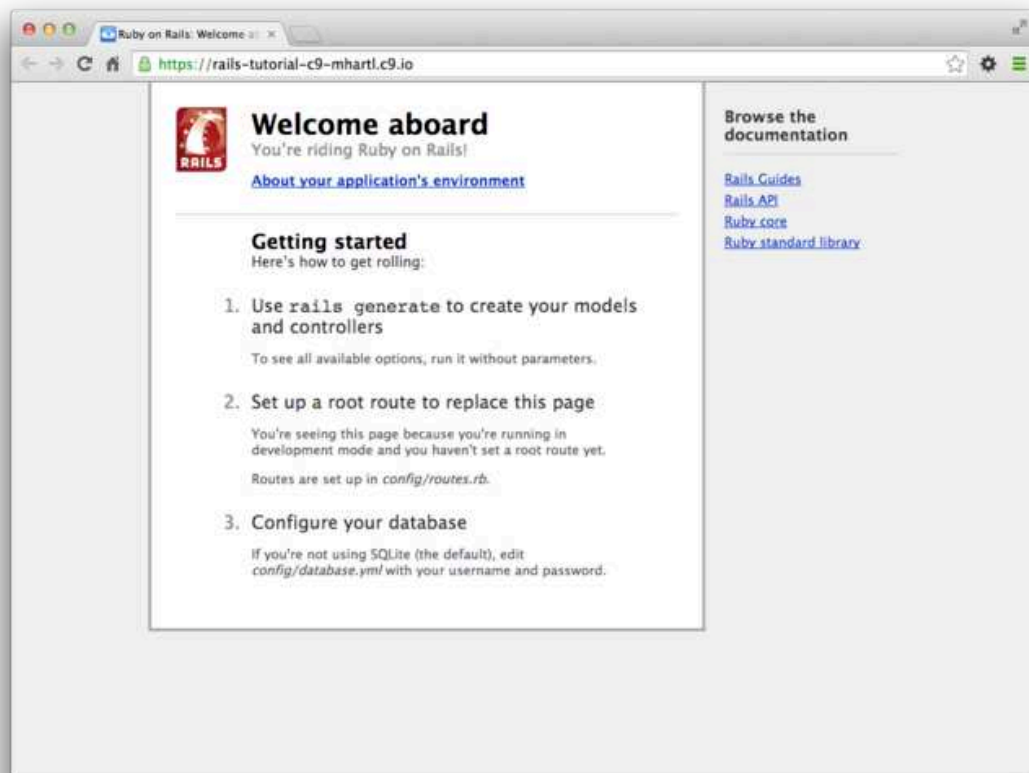 Ruby on Rails: Welcome a
https://rails-tutorial-c9-mhartl.c9.io
RAILS
Welcome aboard
You're riding Ruby on Rails!
About your application's environment
Getting started
Here's how to get rolling:
1. Use rails generate to create your models
and controllers
To see all available options, run it without parameters.
2. Set up a root route to replace this page
You're seeing this page because you're running in
development mode and you haven't set a root route yet.
Routes are set up in config/routes.rb.
3. Configure your database
If you're not using SQLite (the default), edit
config/database.yml with your username and password.
Browse the
documentation
Rails Guides
Rails API
Ruby core
Ruby standard library